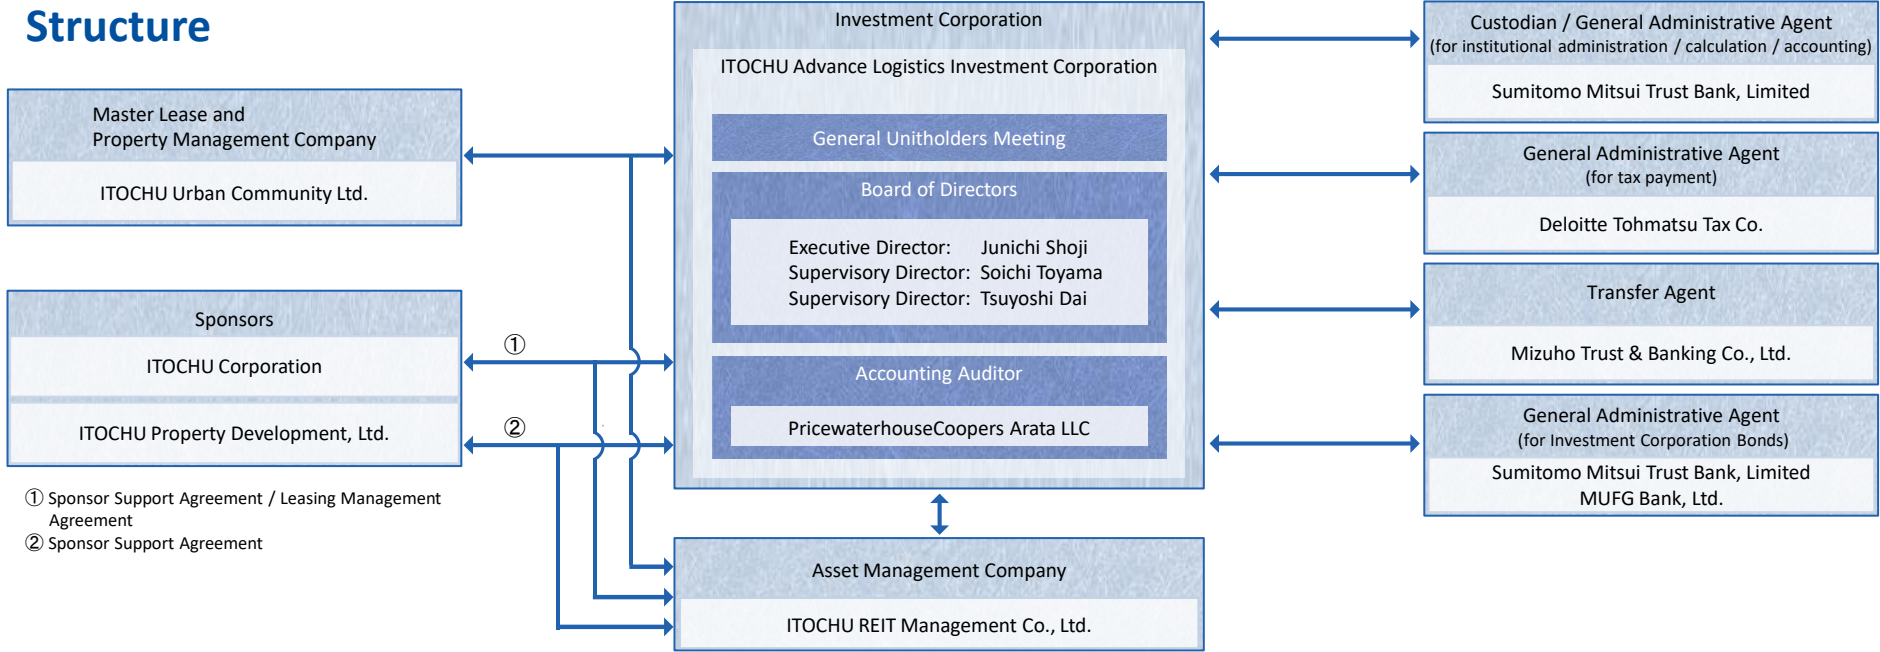 Structure
Master Lease and
Property Management Company
ITOCHU Urban Community Ltd.
Sponsors
ITOCHU Corporation
ITOCHU Property Development, Ltd.
① Sponsor Support Agreement / Leasing Management
Agreement
② Sponsor Support Agreement
①
②
Investment Corporation
ITOCHU Advance Logistics Investment Corporation
General Unitholders Meeting
Board of Directors
Executive Director: Junichi Shoji
Supervisory Director: Soichi Toyama
Supervisory Director: Tsuyoshi Dai
Accounting Auditor
PricewaterhouseCoopers Arata LLC
Asset Management Company
ITOCHU REIT Management Co., Ltd.
Custodian / General Administrative Agent
(for institutional administration / calculation / accounting)
Sumitomo Mitsui Trust Bank, Limited
General Administrative Agent
(for tax payment)
Deloitte Tohmatsu Tax Co.
Transfer Agent
Mizuho Trust & Banking Co., Ltd.
General Administrative Agent
(for Investment Corporation Bonds)
Sumitomo Mitsui Trust Bank, Limited
MUFG Bank, Ltd.